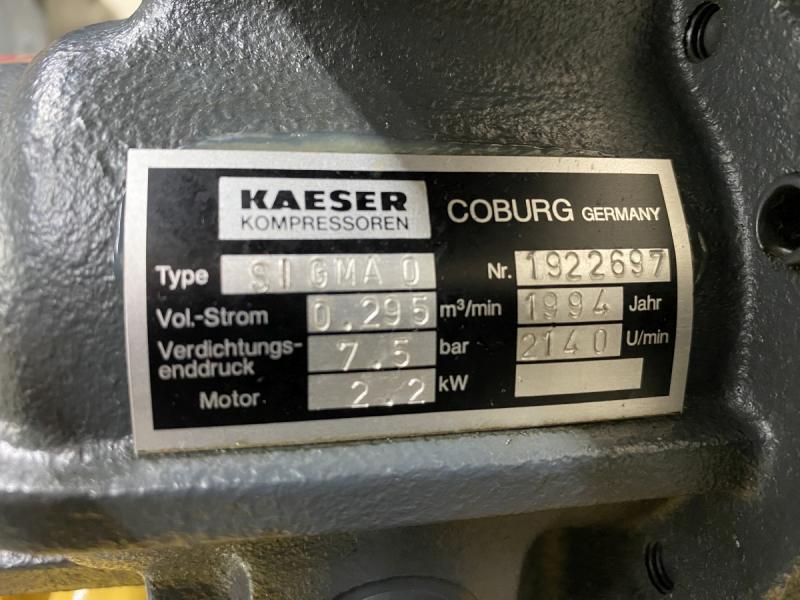 KAESER
KOMPRESSOREN
COBURG GERMANY
Type SIGMA 0 Nr. 1922697
Vol.-Strom 0.295 m³/min 1994 Jahr
Verdichtungs-
enddruck 7.5 bar 2140 U/min
Motor 2.2 kW